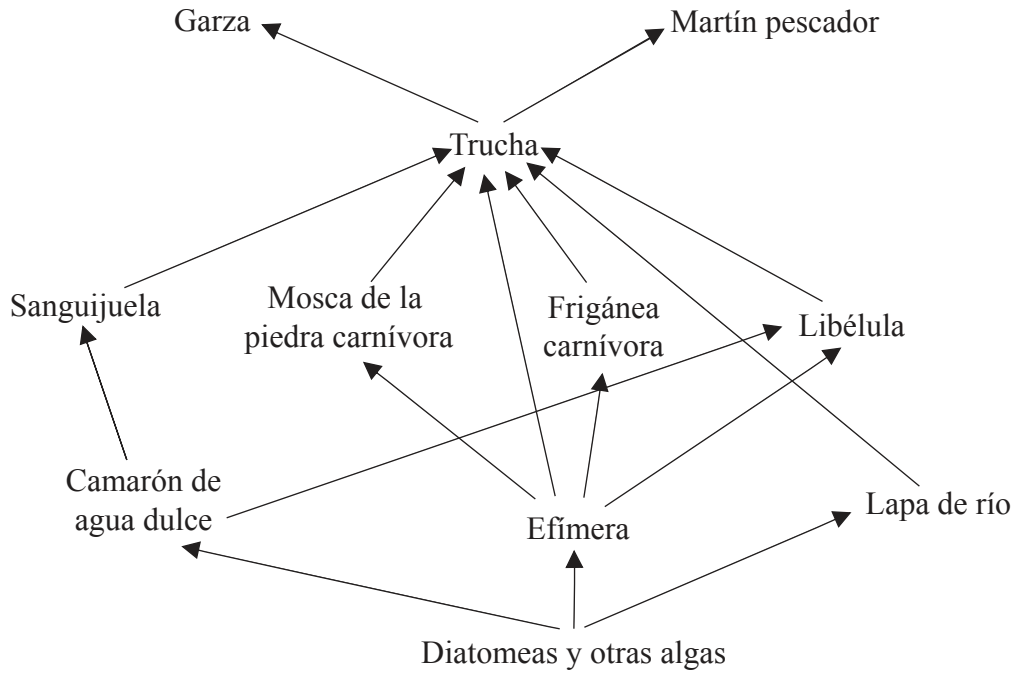 Garza
Martín pescador
Trucha
Sanguijuela
Mosca de la
piedra carnívora
Frigánea
carnívora
Libélula
Camarón de
agua dulce
Efímera
Lapa de río
Diatomeas y otras algas